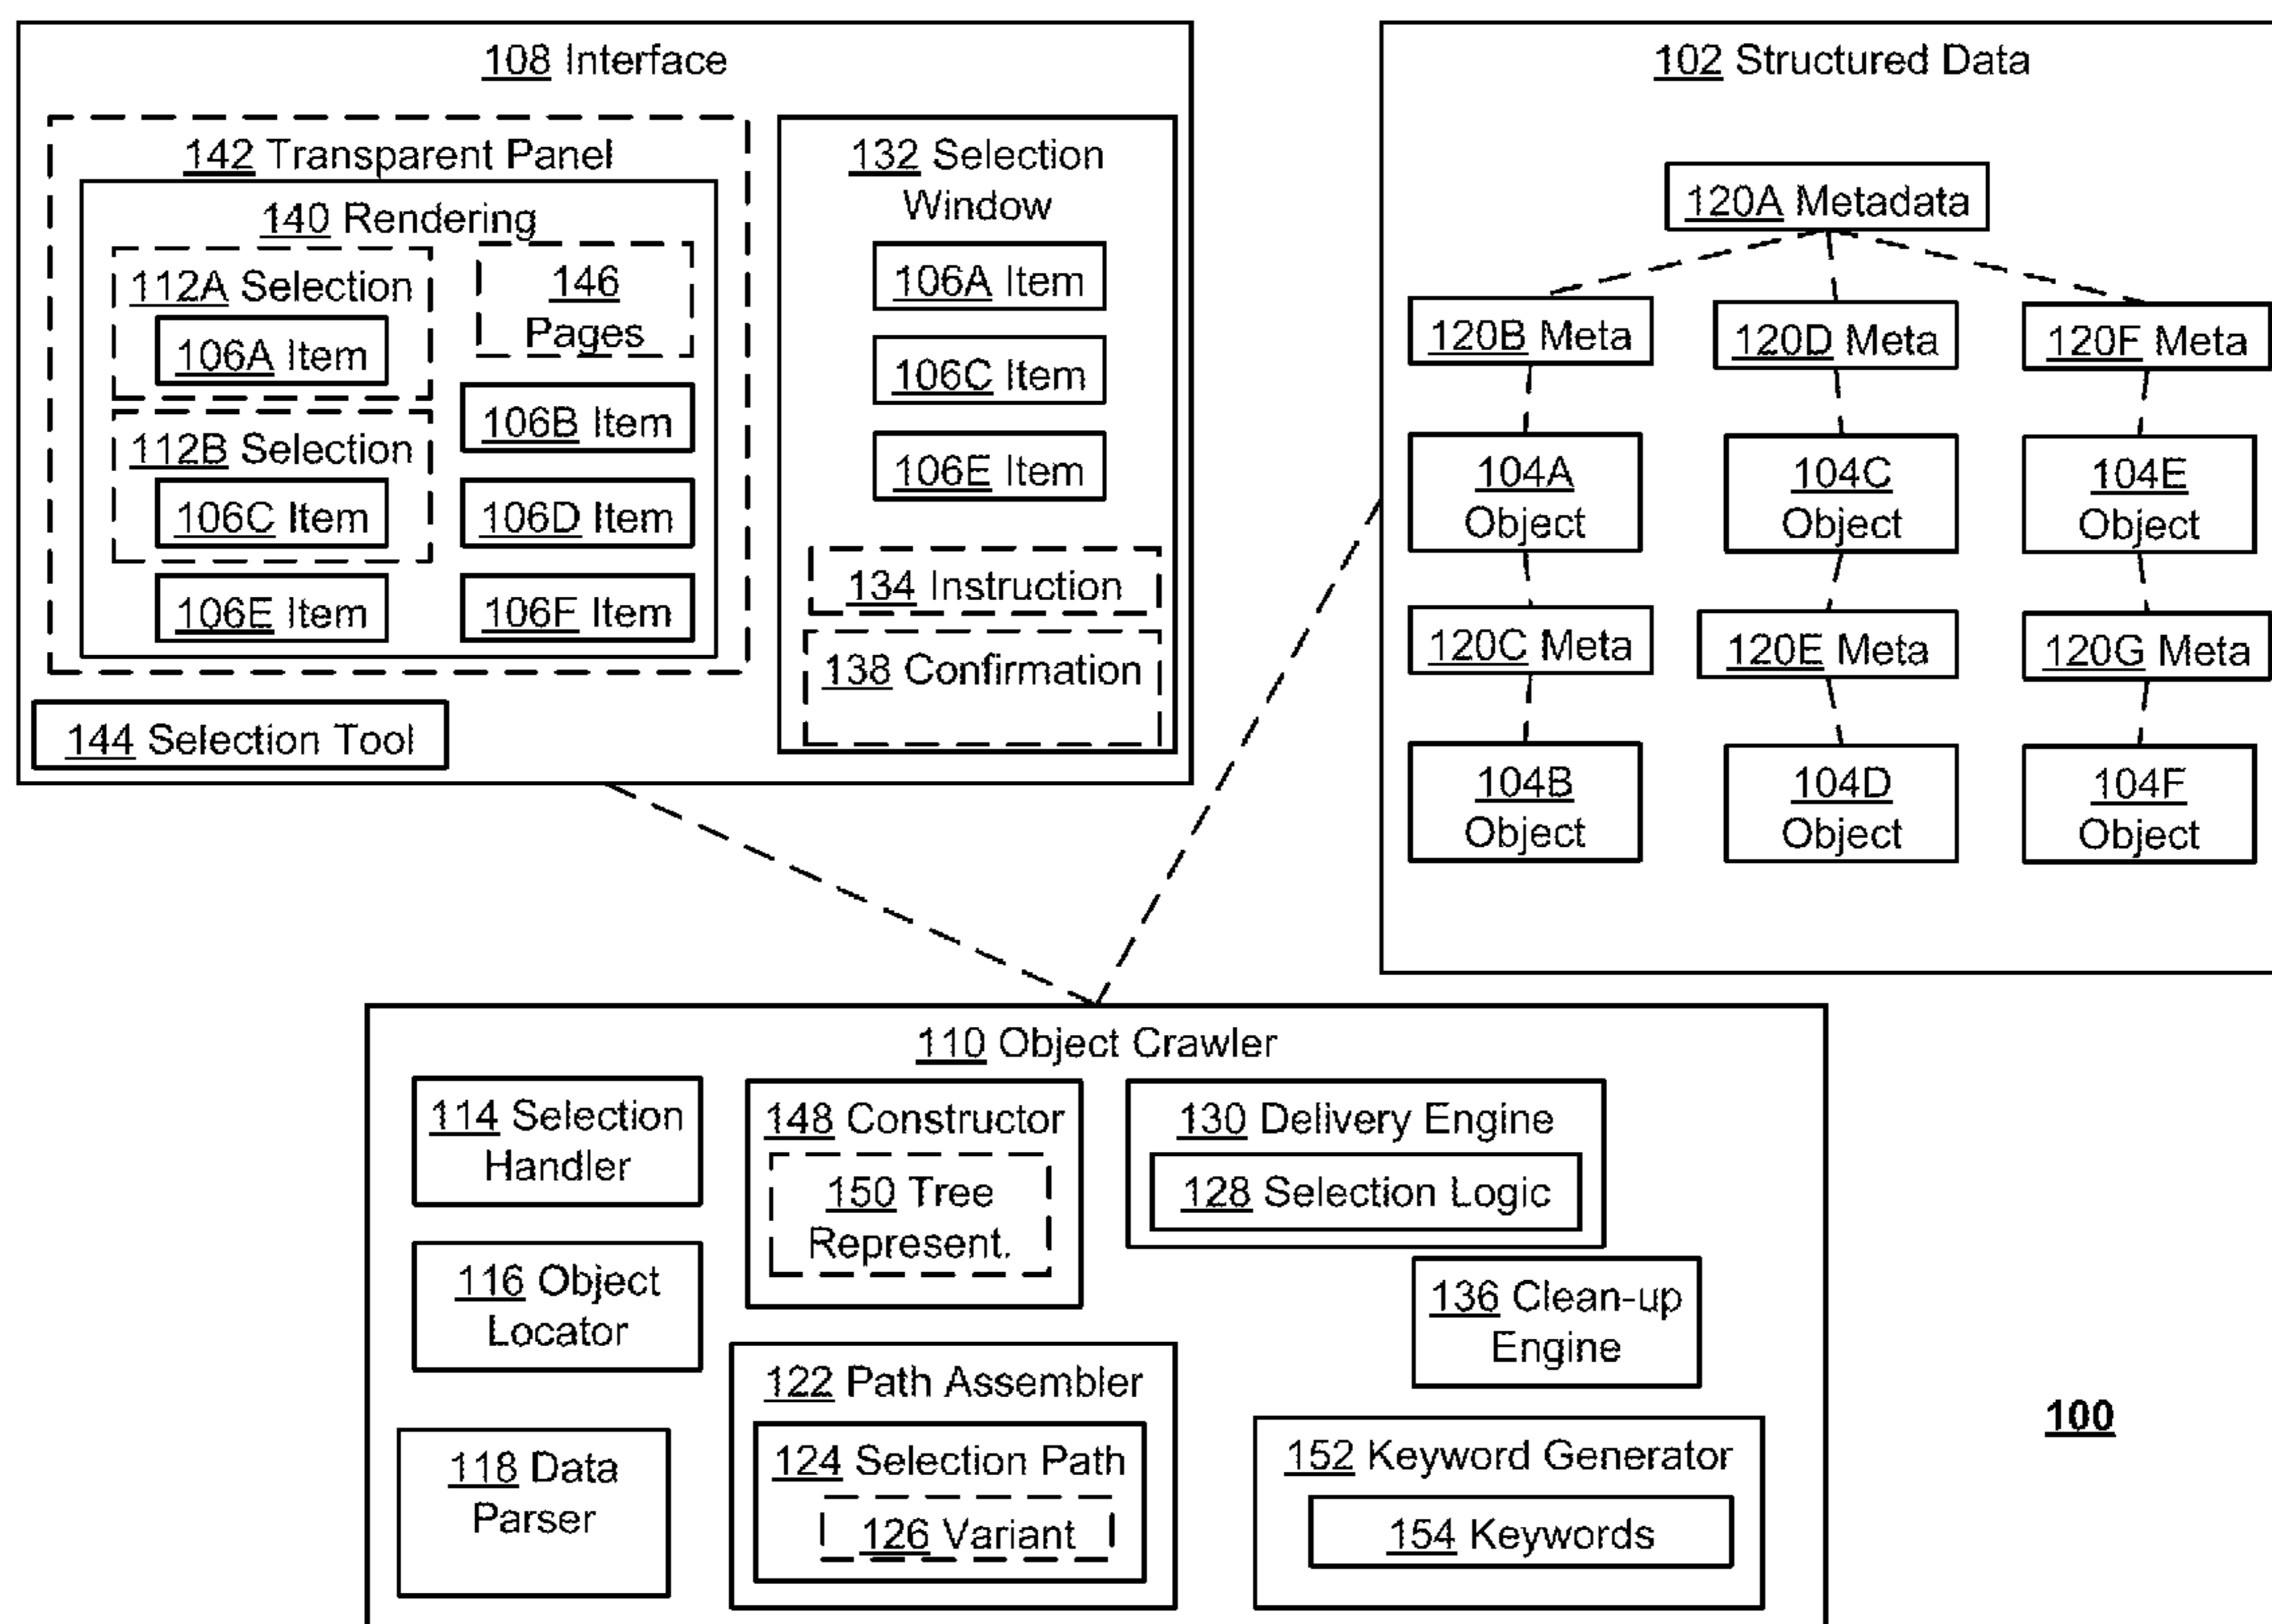 108 Interface
142 Transparent Panel
140 Rendering
112A Selection
106A Item
146
Pages
106B Item
112B Selection
106C Item
106D Item
106E Item
106F Item
144 Selection Tool
132 Selection
Window
106A Item
106C Item
106E Item
134 Instruction
138 Confirmation
102 Structured Data
120A Metadata
120B Meta
120D Meta
120F Meta
104A
Object
104C
Object
104E
Object
120C Meta
120E Meta
120G Meta
104B
Object
104D
Object
104F
Object
110 Object Crawler
114 Selection
Handler
148 Constructor
150 Tree
Represent.
130 Delivery Engine
128 Selection Logic
116 Object
Locator
136 Clean-up
Engine
122 Path Assembler
124 Selection Path
126 Variant
118 Data
Parser
152 Keyword Generator
154 Keywords
100